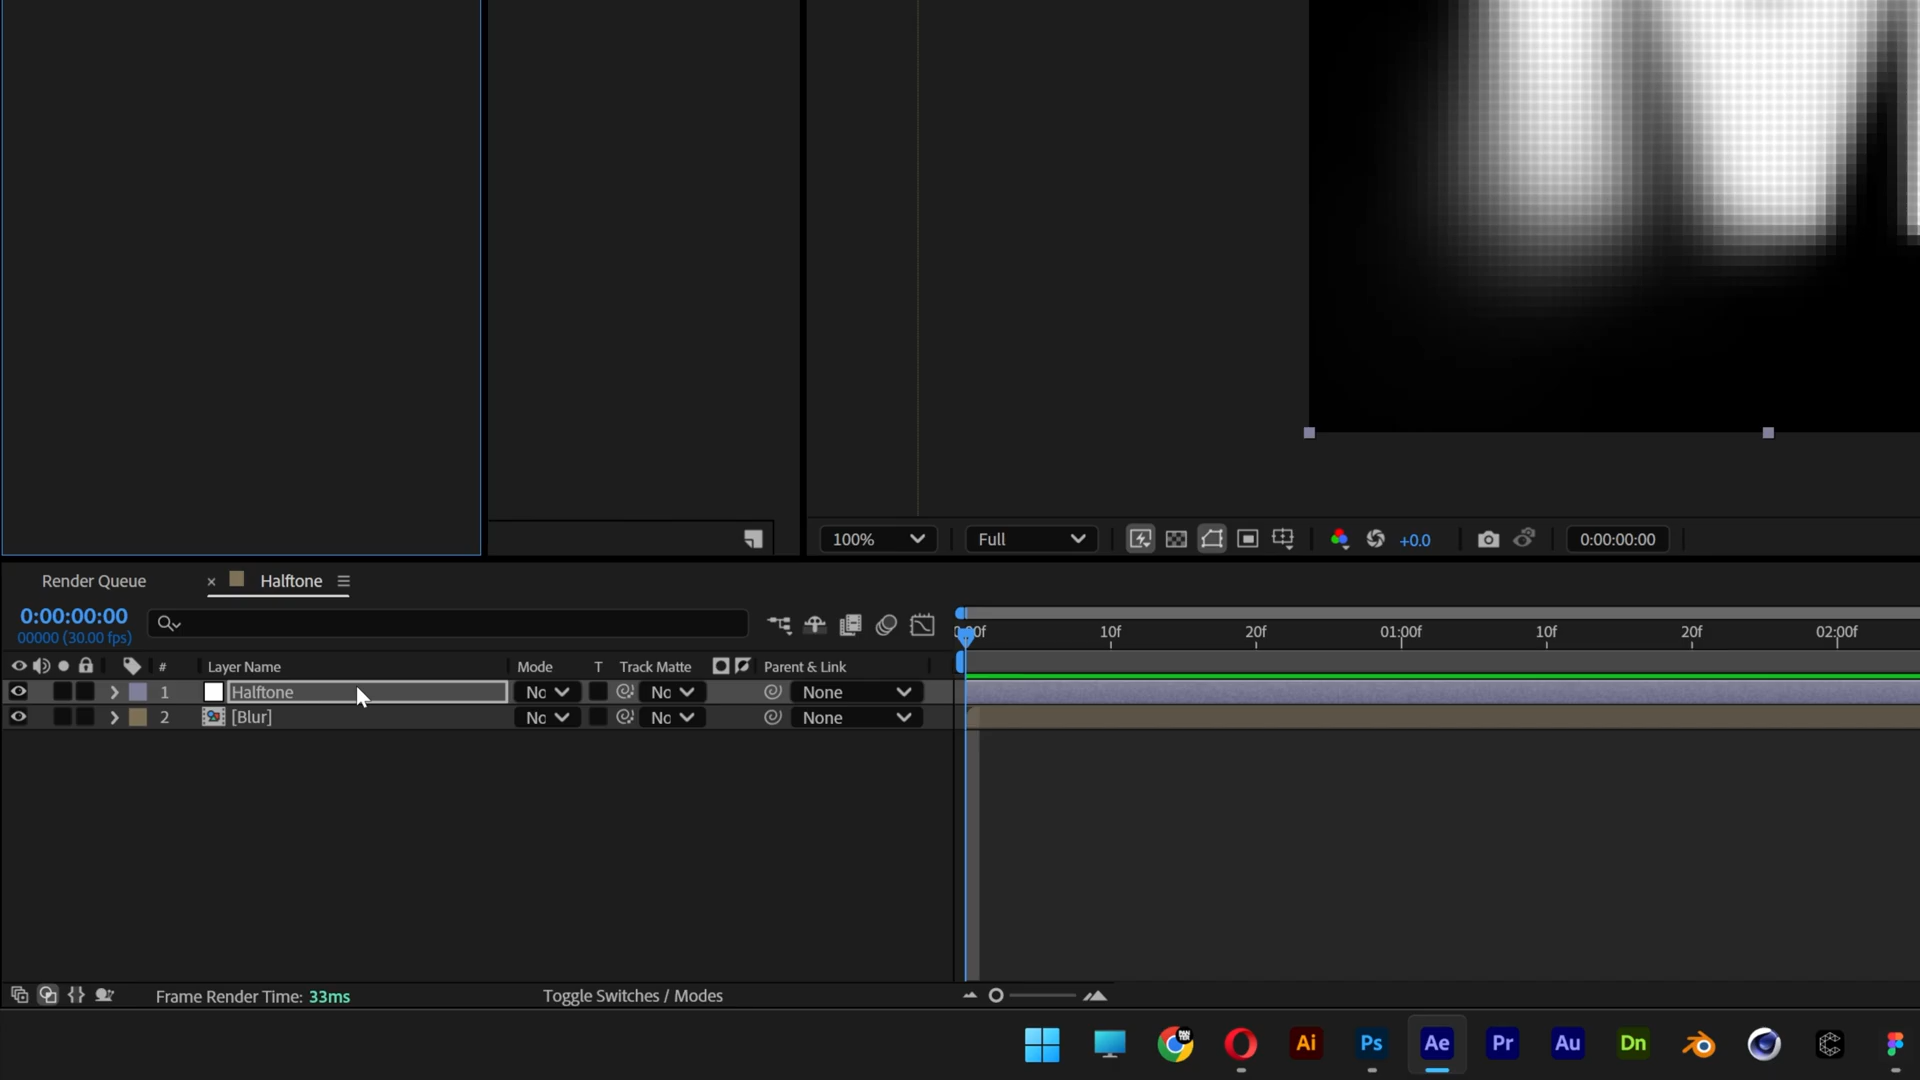 100%
Full
+0.0
0:00:00:00
Render Queue
× Halftone
0:00:00:00
00000 (30.00 fps)
10f 20f 01:00f 10f 20f 02:00f
# Layer Name Mode T Track Matte Parent & Link
1 Halftone No No None
2 [Blur] No No None
Frame Render Time: 33ms
Toggle Switches / Modes
Ai Ps Ae Pr Au Dn